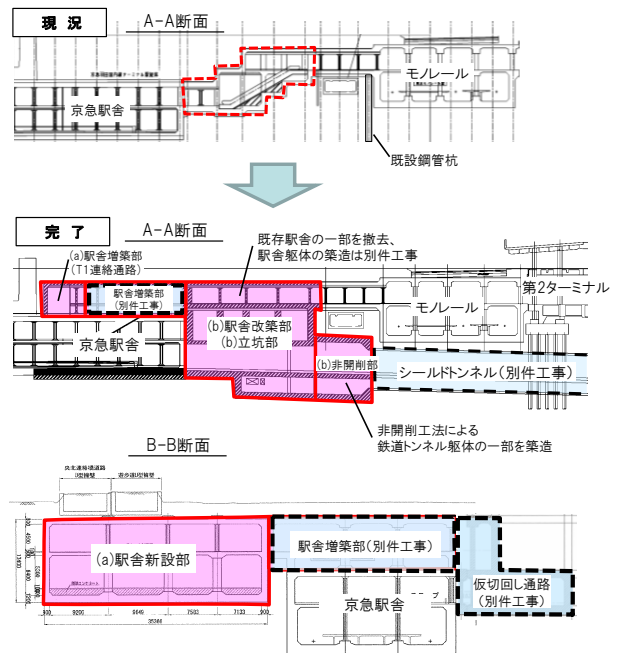 現 況
A-A断面
京急駅舎
モノレール
既設鋼管杭
完 了
A-A断面
既存駅舎の一部を撤去、
駅舎躯体の築造は別件工事
(a)駅舎増築部
(T1連絡通路)
駅舎増築部
(別件工事)
第2ターミナル
モノレール
(b)駅舎改築部
(b)立坑部
京急駅舎
(b)非開削部
シールドトンネル(別件工事)
非開削工法による
鉄道トンネル躯体の一部を築造
B-B断面
(a)駅舎新設部
駅舎増築部(別件工事)
仮切回し通路
(別件工事)
京急駅舎
900
9200
9649
7503
7133
900
35386